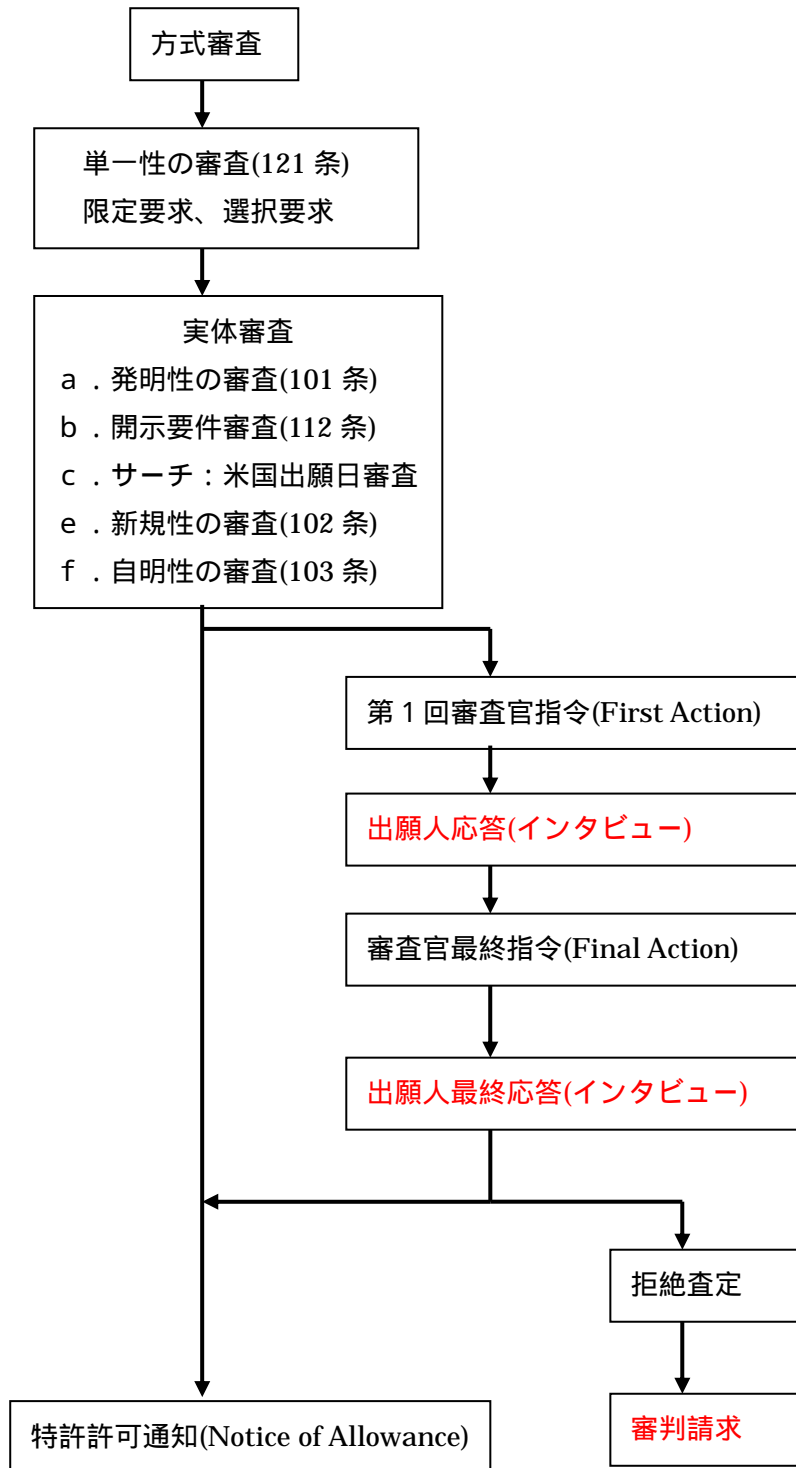 方式審査
単一性の審査(121 条)
限定要求、選択要求
実体審査
a．発明性の審査(101 条)
b．開示要件審査(112 条)
c．サーチ：米国出願日審査
e．新規性の審査(102 条)
f．自明性の審査(103 条)
第１回審査官指令(First Action)
出願人応答(インタビュー)
審査官最終指令(Final Action)
出願人最終応答(インタビュー)
拒絶査定
審判請求
特許許可通知(Notice of Allowance)